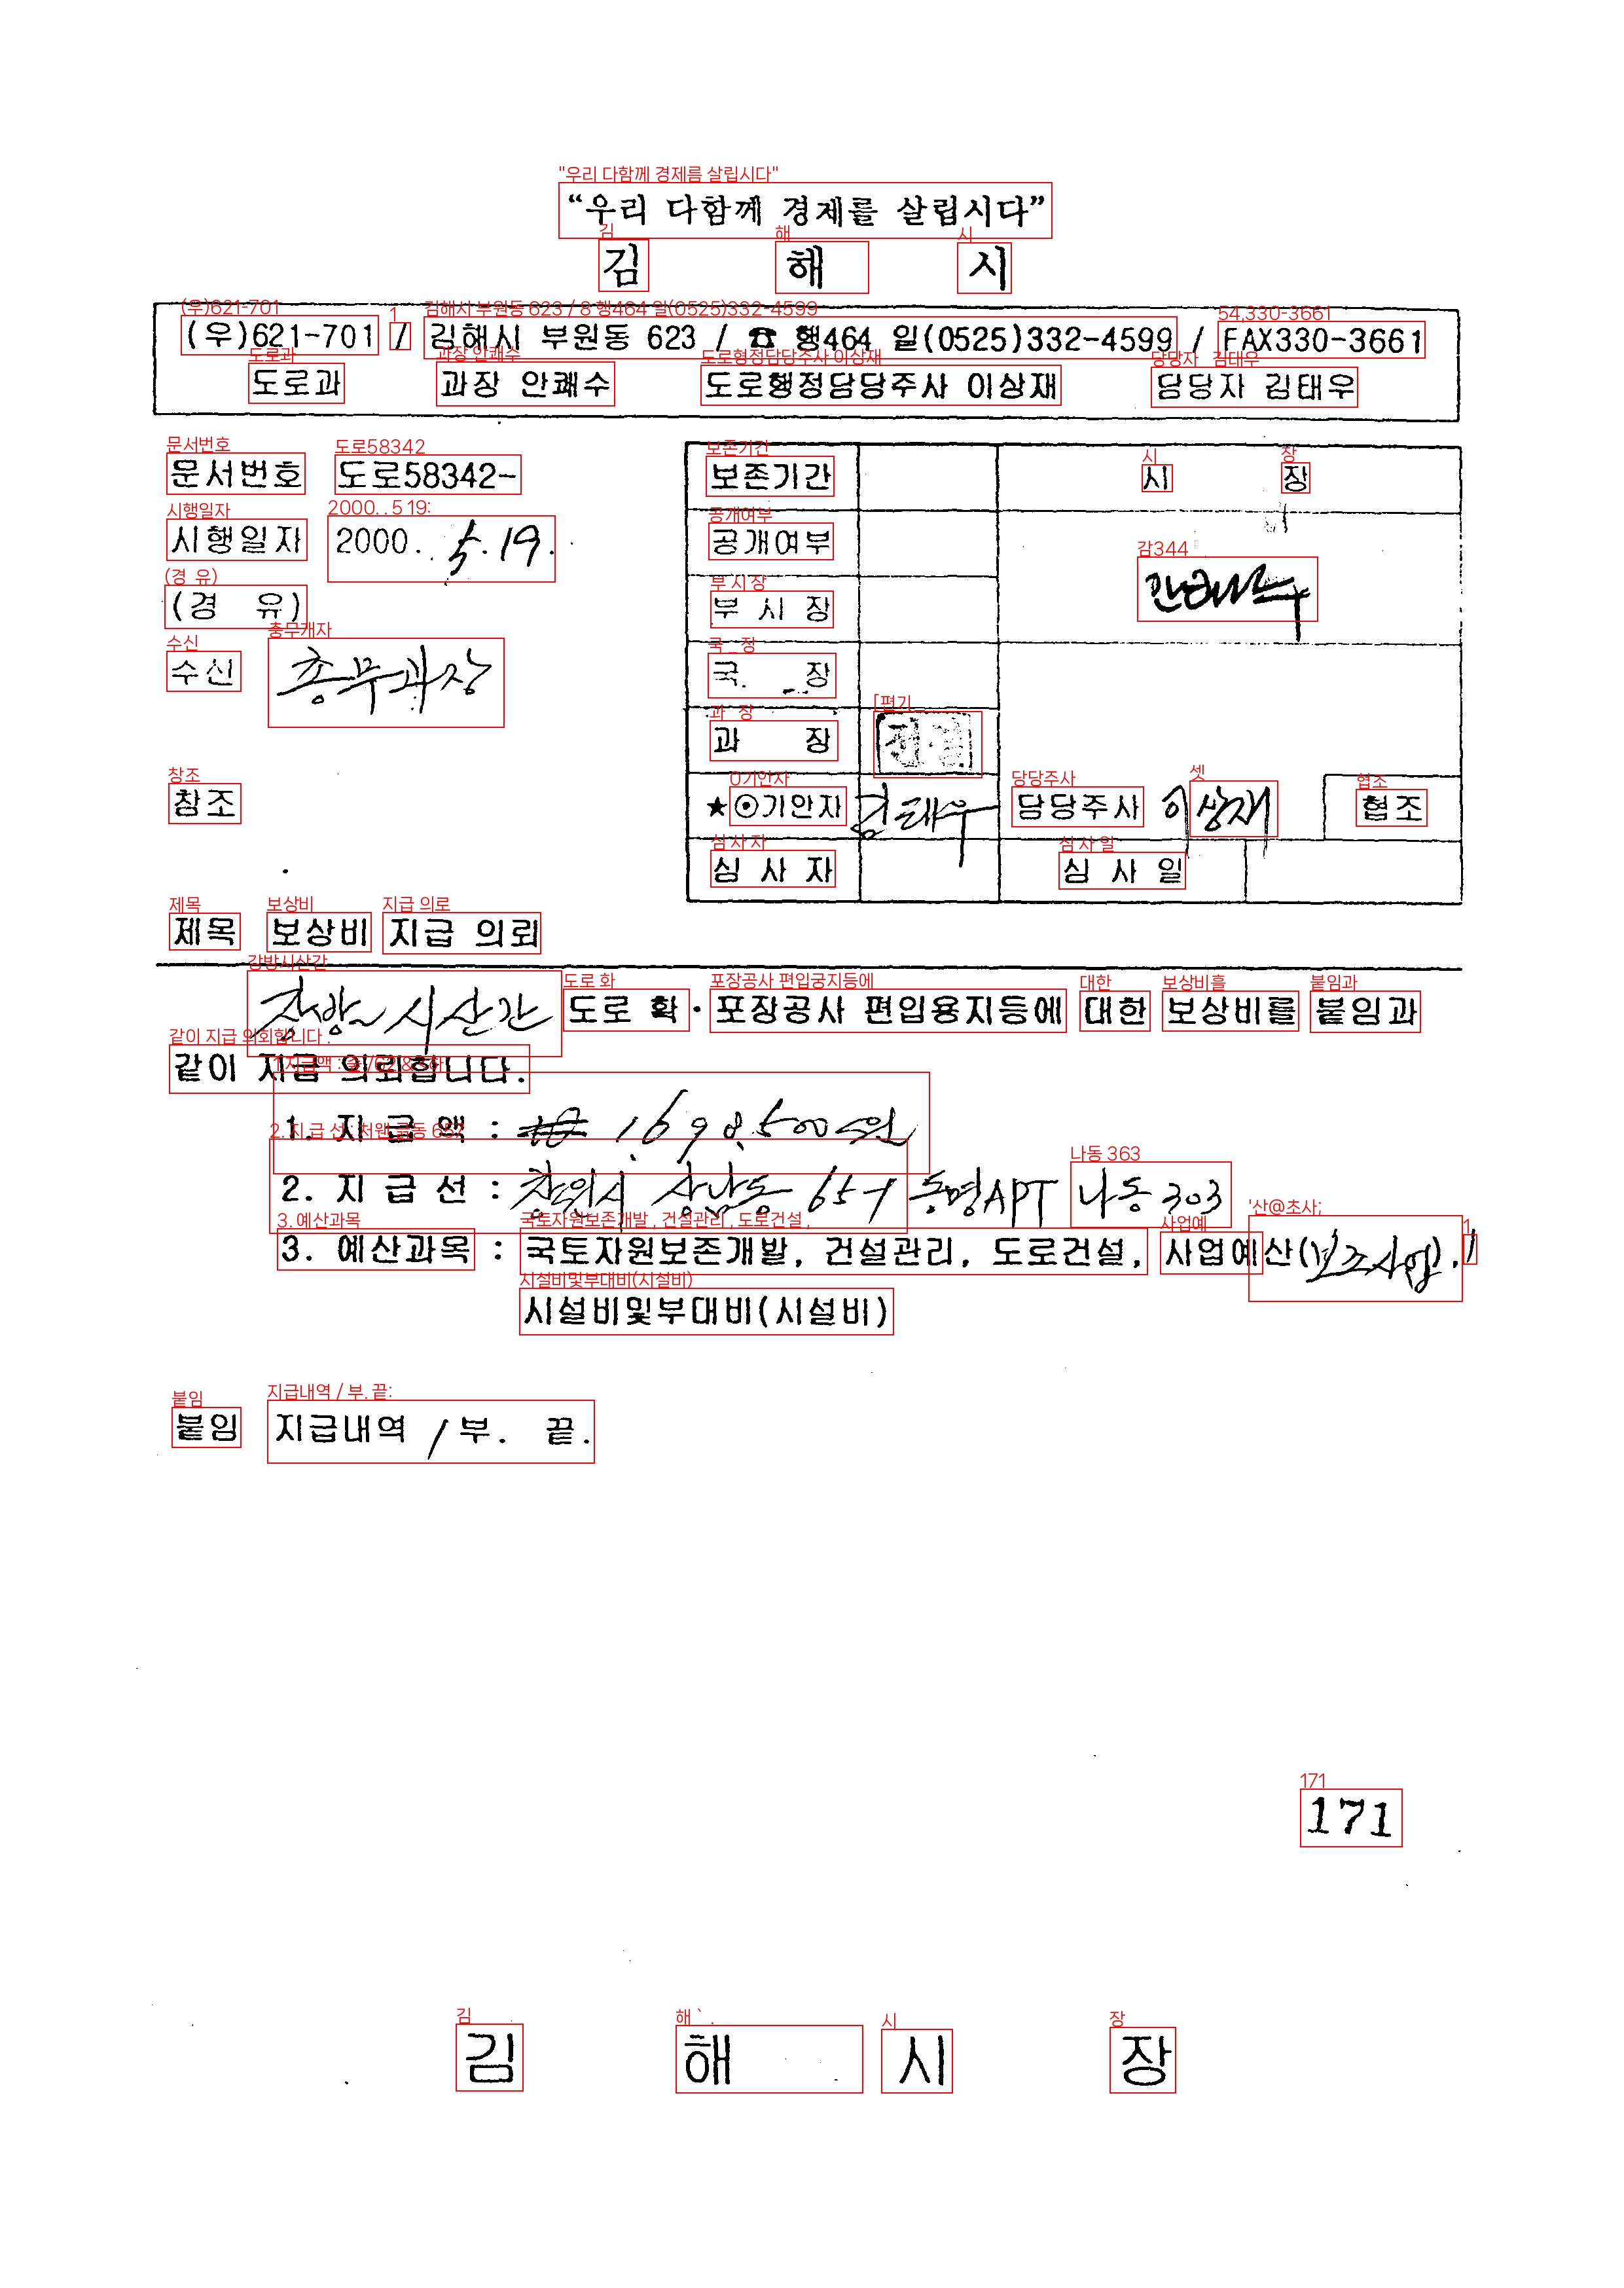 “우리 다함께 경제를 살립시다”
김 해 시
(우)621-701 / 김해시 부원동 623 / ☎ 행464 일(0525)332-4599 / FAX330-3661
도로과 과장 안쾌수 도로행정담당주사 이상재 담당자 김태우
문서번호 도로58342-
시행일자 2000. 5. 19.
(경 유)
수신 총무과장
참조
보존기간 시 장
공개여부
부 시 장
국. 장
과 장
★⊙기안자 김태우 담당주사 이상재 협조
심 사 자 심 사 일
제목 보상비 지급 의뢰
시산간 도로 확·포장공사 편입용지등에 대한 보상비를 붙임과
같이 지급 의뢰합니다.
1. 지 급 액 : 1,698,500원
2. 지 급 선 : 창원시 상남동 657 동명APT 나동 303
3. 예산과목 : 국토자원보존개발, 건설관리, 도로건설, 사업예산(보조사업),
시설비및부대비(시설비)
붙임 지급내역 / 부. 끝.
171
김 해 시 장